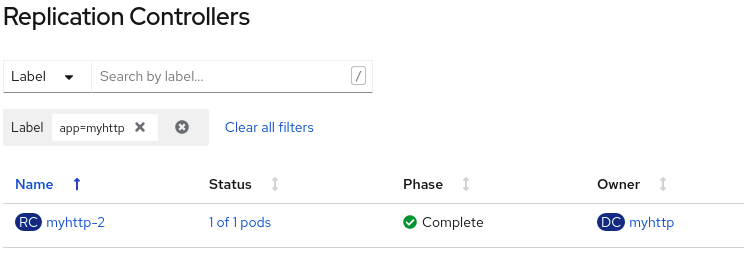 Replication Controllers
Label Search by label... /
Label app=myhttp Clear all filters
Name Status Phase Owner
RC myhttp-2 1 of 1 pods Complete DC myhttp